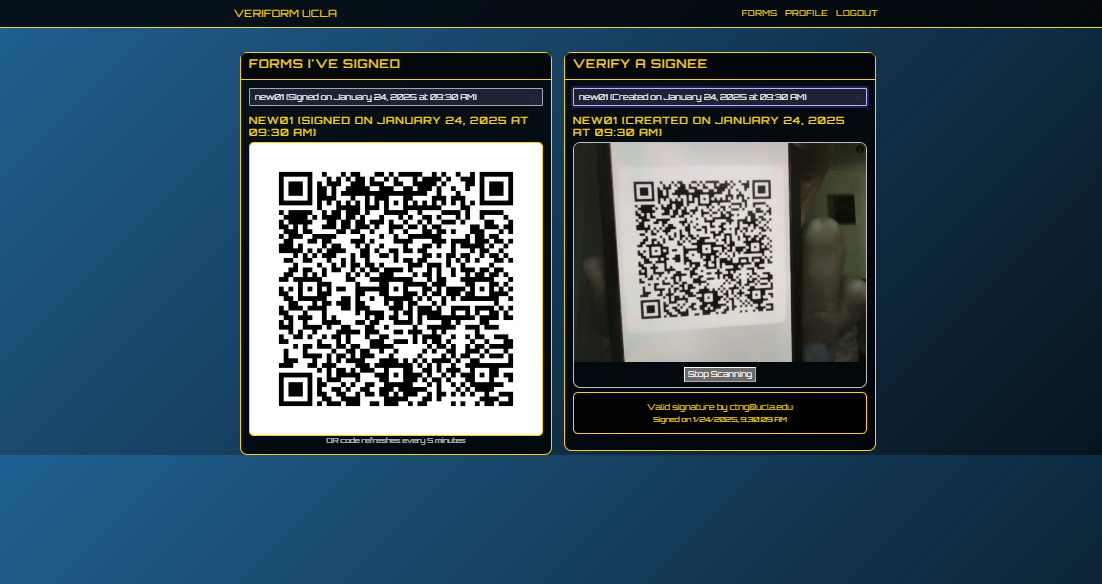 VERIFORM UCLA
FORMS PROFILE LOGOUT
FORMS I'VE SIGNED
new01 (Signed on January 24, 2025 at 09:30 AM)
NEW01 (SIGNED ON JANUARY 24, 2025 AT
09:30 AM)
QR code refreshes every 5 minutes
VERIFY A SIGNEE
new01 (Created on January 24, 2025 at 09:30 AM)
NEW01 (CREATED ON JANUARY 24, 2025
AT 09:30 AM)
Stop Scanning
Valid signature by ctng@ucla.edu
Signed on 1/24/2025, 9:30:09 AM